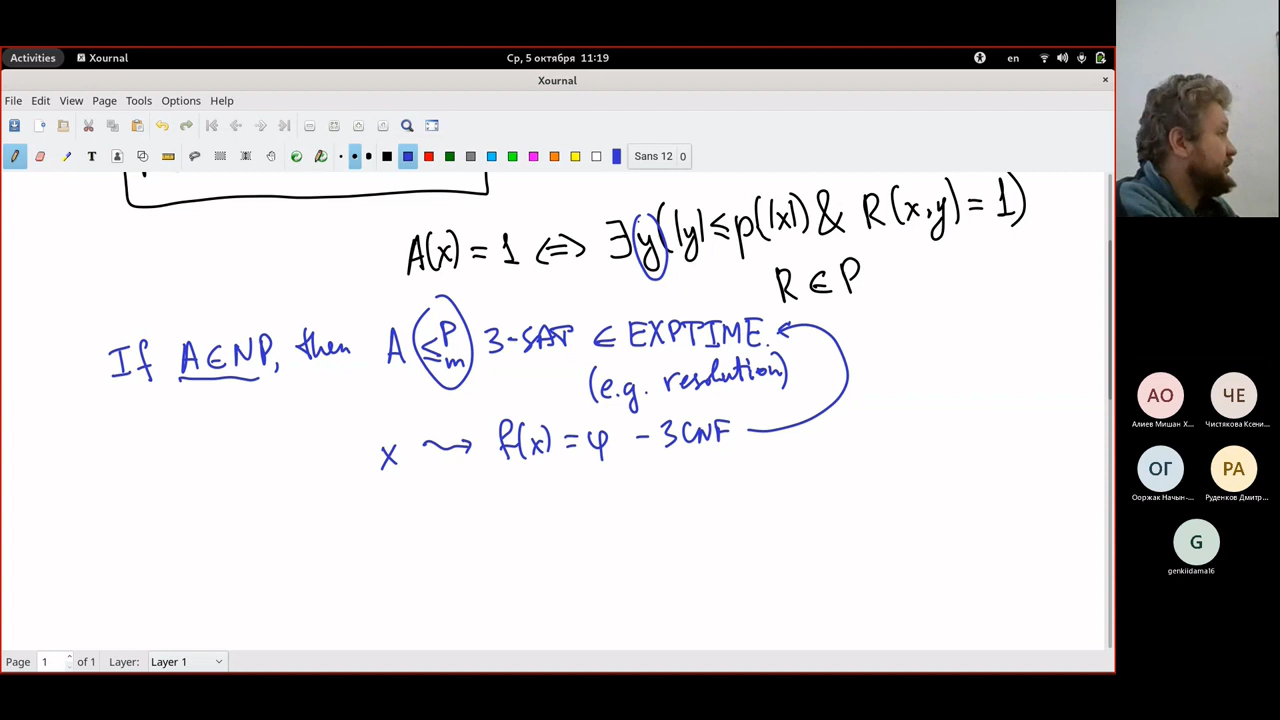 Activities Xournal Ср, 5 октября 11:19 en
Xournal ×
File Edit View Page Tools Options Help
T Sans 12 0
A(x) = 1 ⇔ ∃y(|y| ≤ p(|x|) & R(x,y) = 1)
R ∈ P
If A ∈ NP, then A ≤ᴾₘ 3-SAT ∈ EXPTIME.
(e.g. resolution)
x ⇝ f(x) = φ - 3CNF
Page 1 of 1 Layer: Layer 1
АО ЧЕ
Алиев Мишан Х... Чистякова Ксени...
ОГ РА
Ооржак Начын-... Руденков Дмитр...
G
genkiidama16